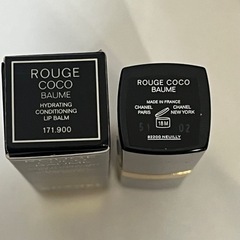 ROUGE
COCO
BAUME
HYDRATING
CONDITIONING
LIP BALM
171.900
ROUGE COCO
BAUME
MADE IN FRANCE
CHANEL CHANEL
PARIS NEW YORK
18 M
92200 NEUILLY